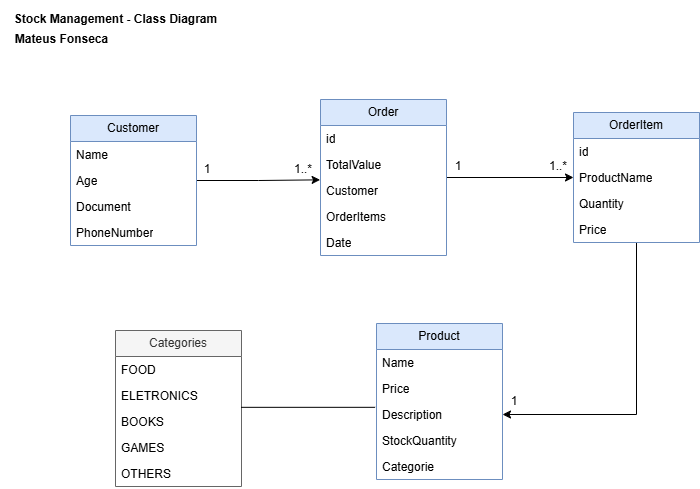 Stock Management - Class Diagram
Mateus Fonseca
Customer
Name
Age
Document
PhoneNumber
1
1..*
Order
id
TotalValue
Customer
OrderItems
Date
1
1..*
OrderItem
id
ProductName
Quantity
Price
Categories
FOOD
ELETRONICS
BOOKS
GAMES
OTHERS
Product
Name
Price
Description
StockQuantity
Categorie
1